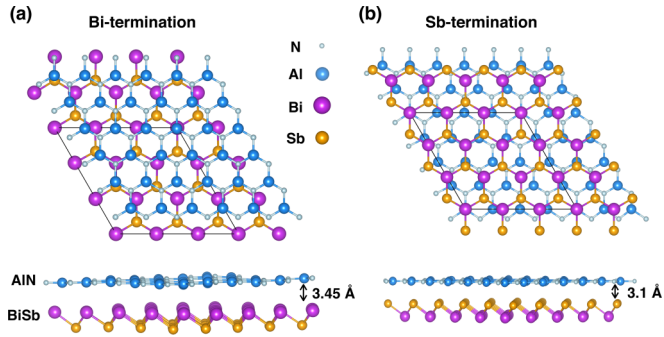 (a)
Bi-termination
(b)
Sb-termination
N
Al
Bi
Sb
AlN
3.45 Å
BiSb
3.1 Å